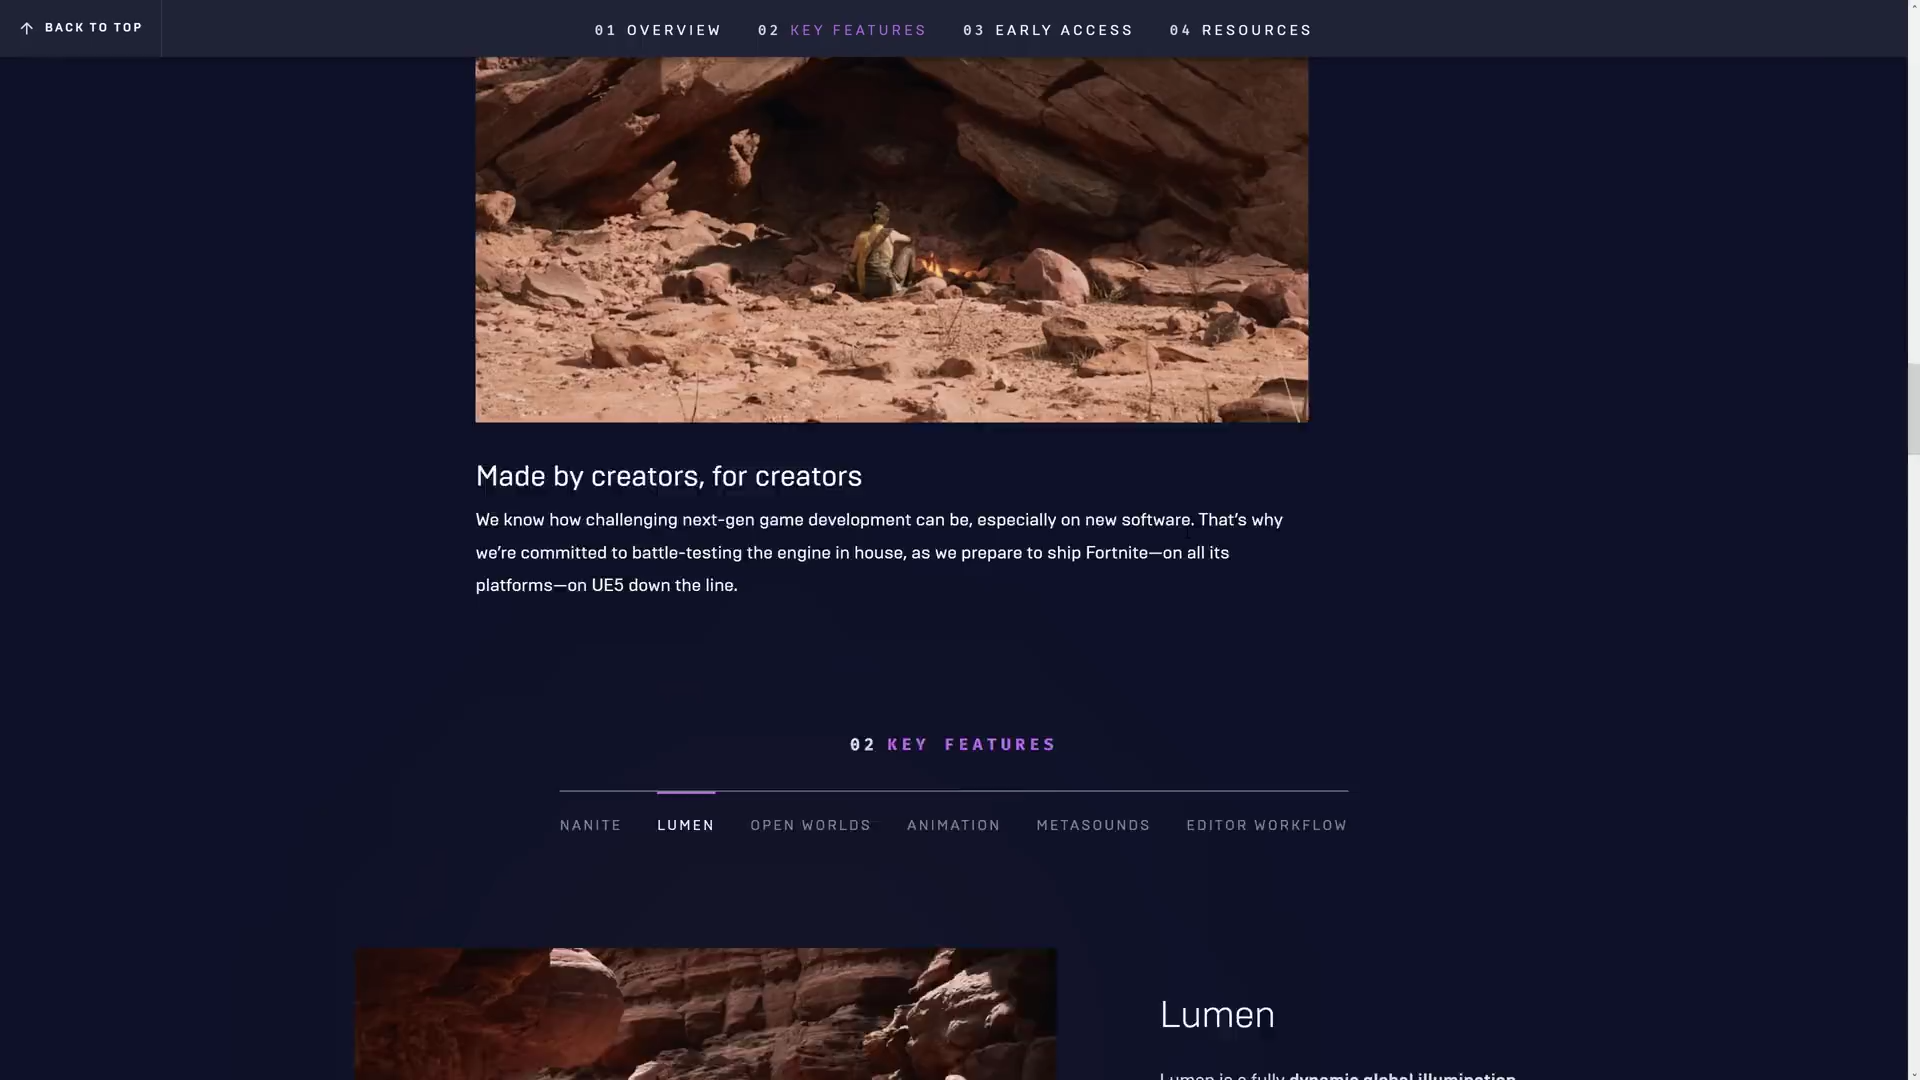 BACK TO TOP
01 OVERVIEW 02 KEY FEATURES 03 EARLY ACCESS 04 RESOURCES
Made by creators, for creators
We know how challenging next-gen game development can be, especially on new software. That's why
we're committed to battle-testing the engine in house, as we prepare to ship Fortnite—on all its
platforms—on UE5 down the line.
02 KEY FEATURES
NANITE LUMEN OPEN WORLDS ANIMATION METASOUNDS EDITOR WORKFLOW
Lumen
Lumen is a fully dynamic global illumination